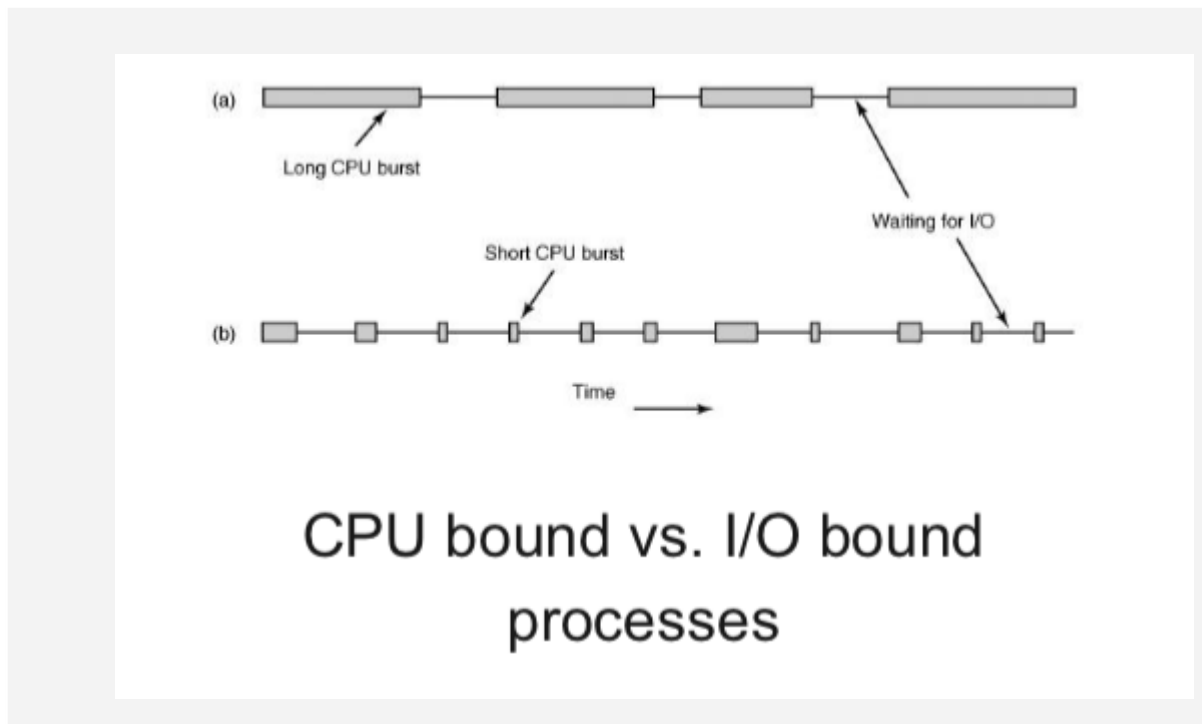 (a)
Long CPU burst
Waiting for I/O
Short CPU burst
(b)
Time
CPU bound vs. I/O bound
processes